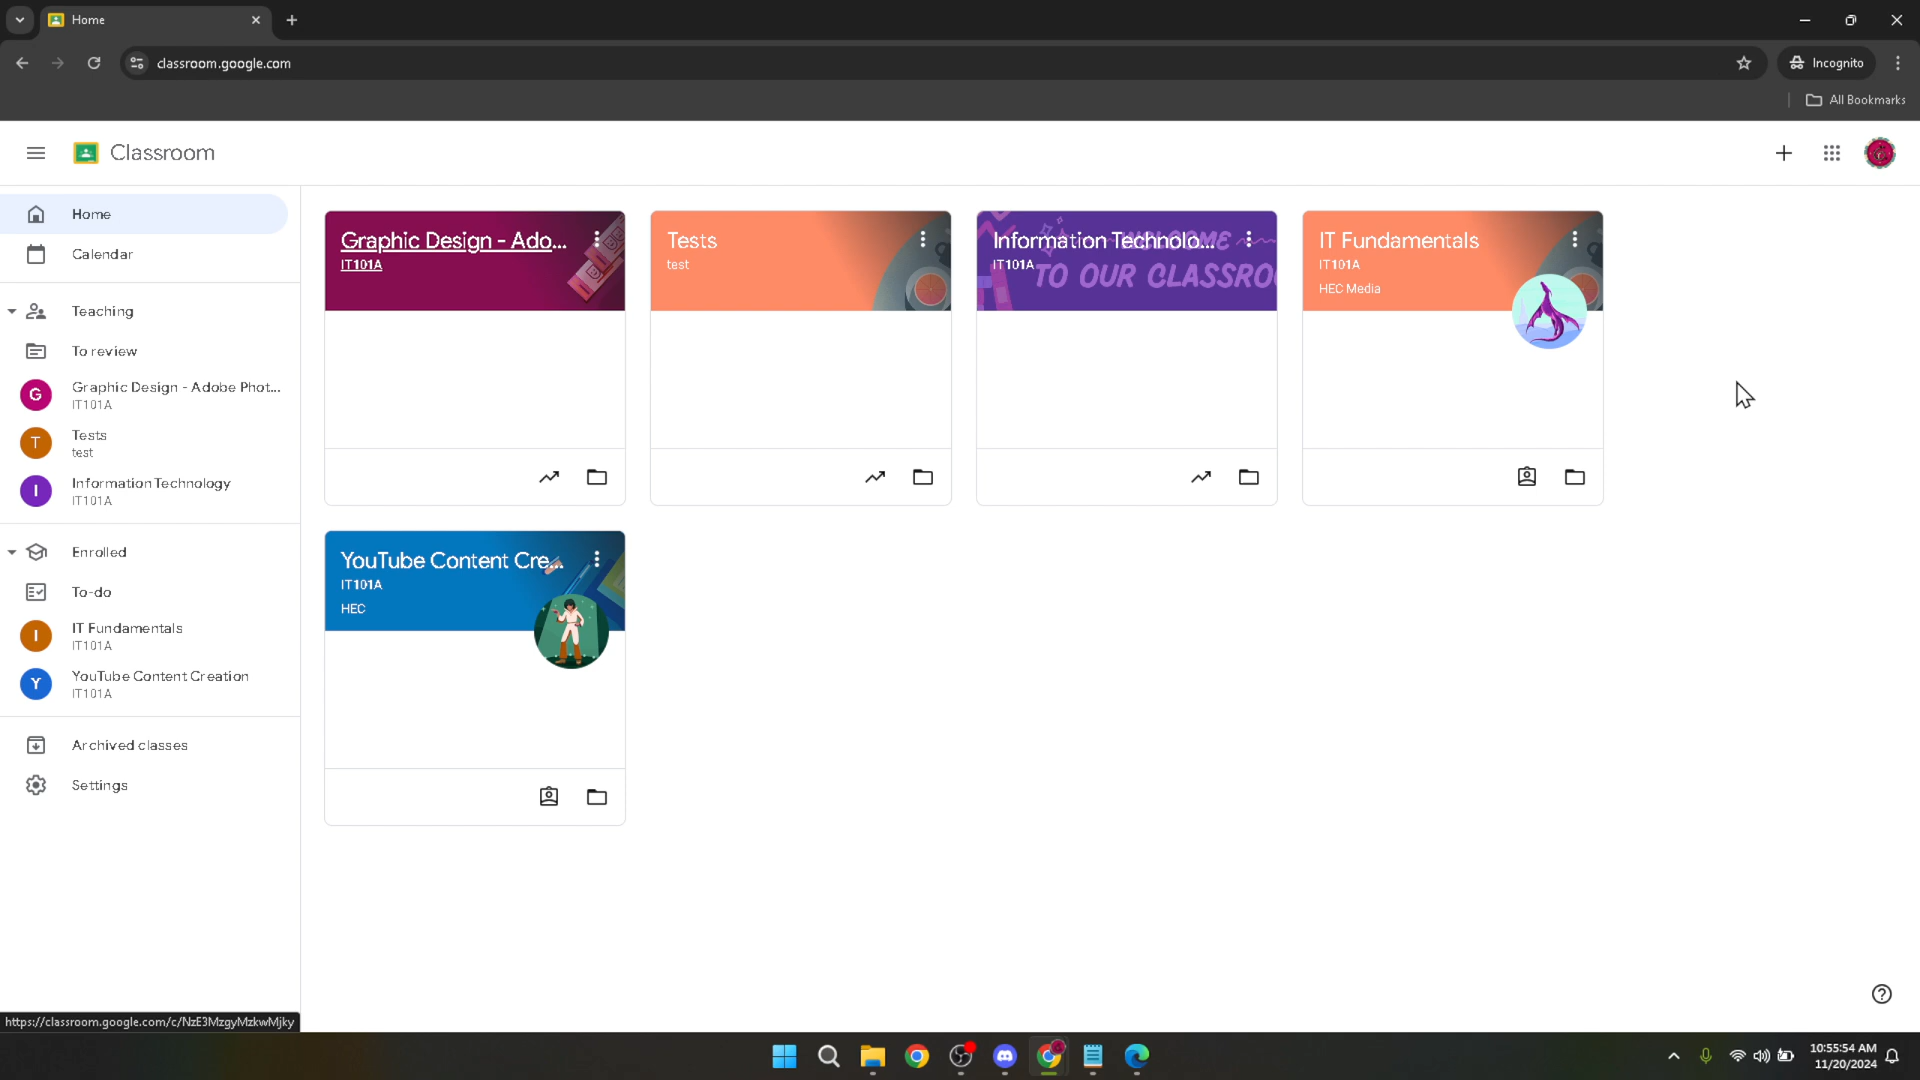 Home
classroom.google.com
Incognito
All Bookmarks
Classroom
Home
Calendar
Teaching
To review
G
Graphic Design - Adobe Phot...
IT101A
T
Tests
test
I
Information Technology
IT101A
Enrolled
To-do
I
IT Fundamentals
IT101A
Y
YouTube Content Creation
IT101A
Archived classes
Settings
Graphic Design - Ado...
IT101A
Tests
test
Information Technolo...
IT101A
WELCOME
TO OUR CLASSRO
IT Fundamentals
IT101A
HEC Media
YouTube Content Cre...
IT101A
HEC
https://classroom.google.com/c/NzE3MzgyMzkwMjky
10:55:54 AM
11/20/2024